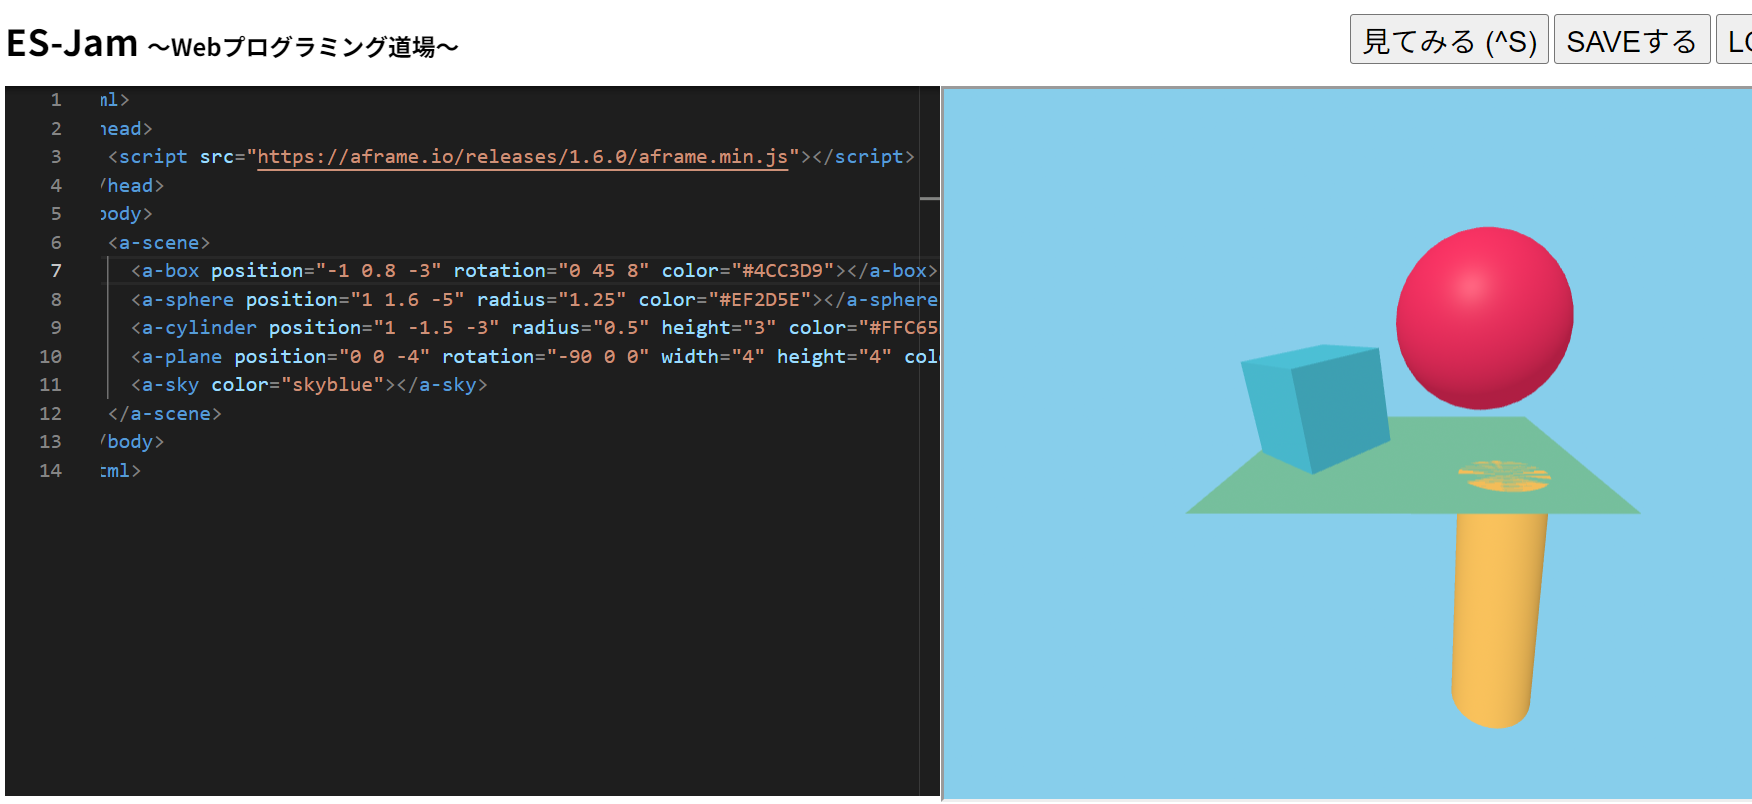 ES-Jam ～Webプログラミング道場～
見てみる (^S) SAVEする
1 ml>
2 head>
3 <script src="https://aframe.io/releases/1.6.0/aframe.min.js"></script>
4 /head>
5 body>
6 <a-scene>
7 <a-box position="-1 0.8 -3" rotation="0 45 8" color="#4CC3D9"></a-box>
8 <a-sphere position="1 1.6 -5" radius="1.25" color="#EF2D5E"></a-sphere
9 <a-cylinder position="1 -1.5 -3" radius="0.5" height="3" color="#FFC65
10 <a-plane position="0 0 -4" rotation="-90 0 0" width="4" height="4" col
11 <a-sky color="skyblue"></a-sky>
12 </a-scene>
13 /body>
14 tml>